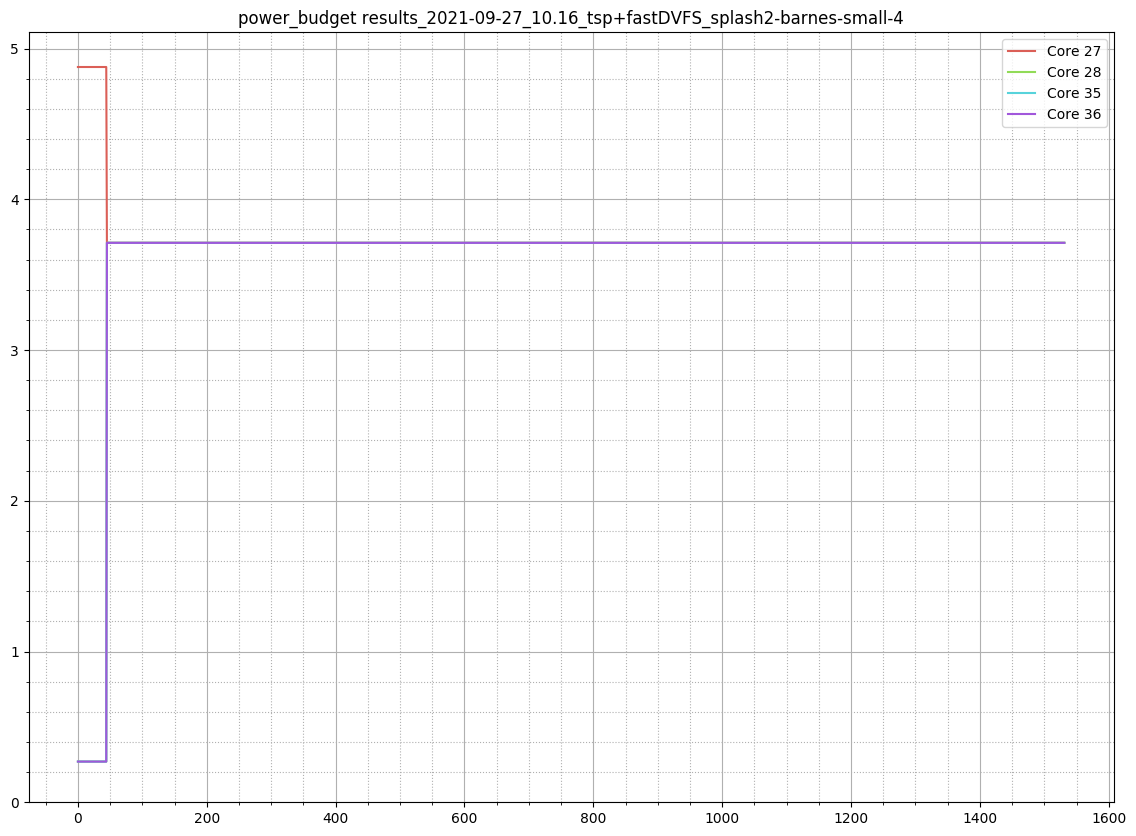 power_budget results_2021-09-27_10.16_tsp+fastDVFS_splash2-barnes-small-4
Core 27
Core 28
Core 35
Core 36
5
4
3
2
1
0
0 200 400 600 800 1000 1200 1400 1600